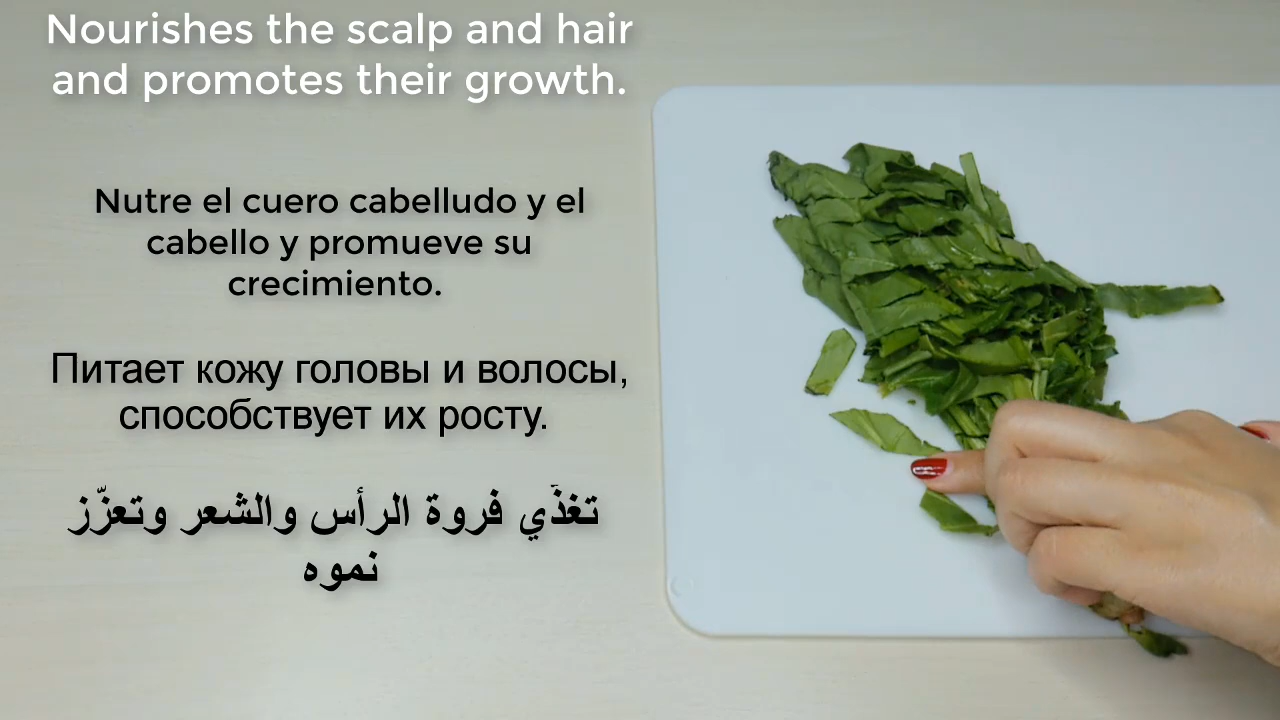 Nourishes the scalp and hair
and promotes their growth.
Nutre el cuero cabelludo y el
cabello y promueve su
crecimiento.
Питает кожу головы и волосы,
способствует их росту.
تغذّي فروة الرأس والشعر وتعزّز
نموه